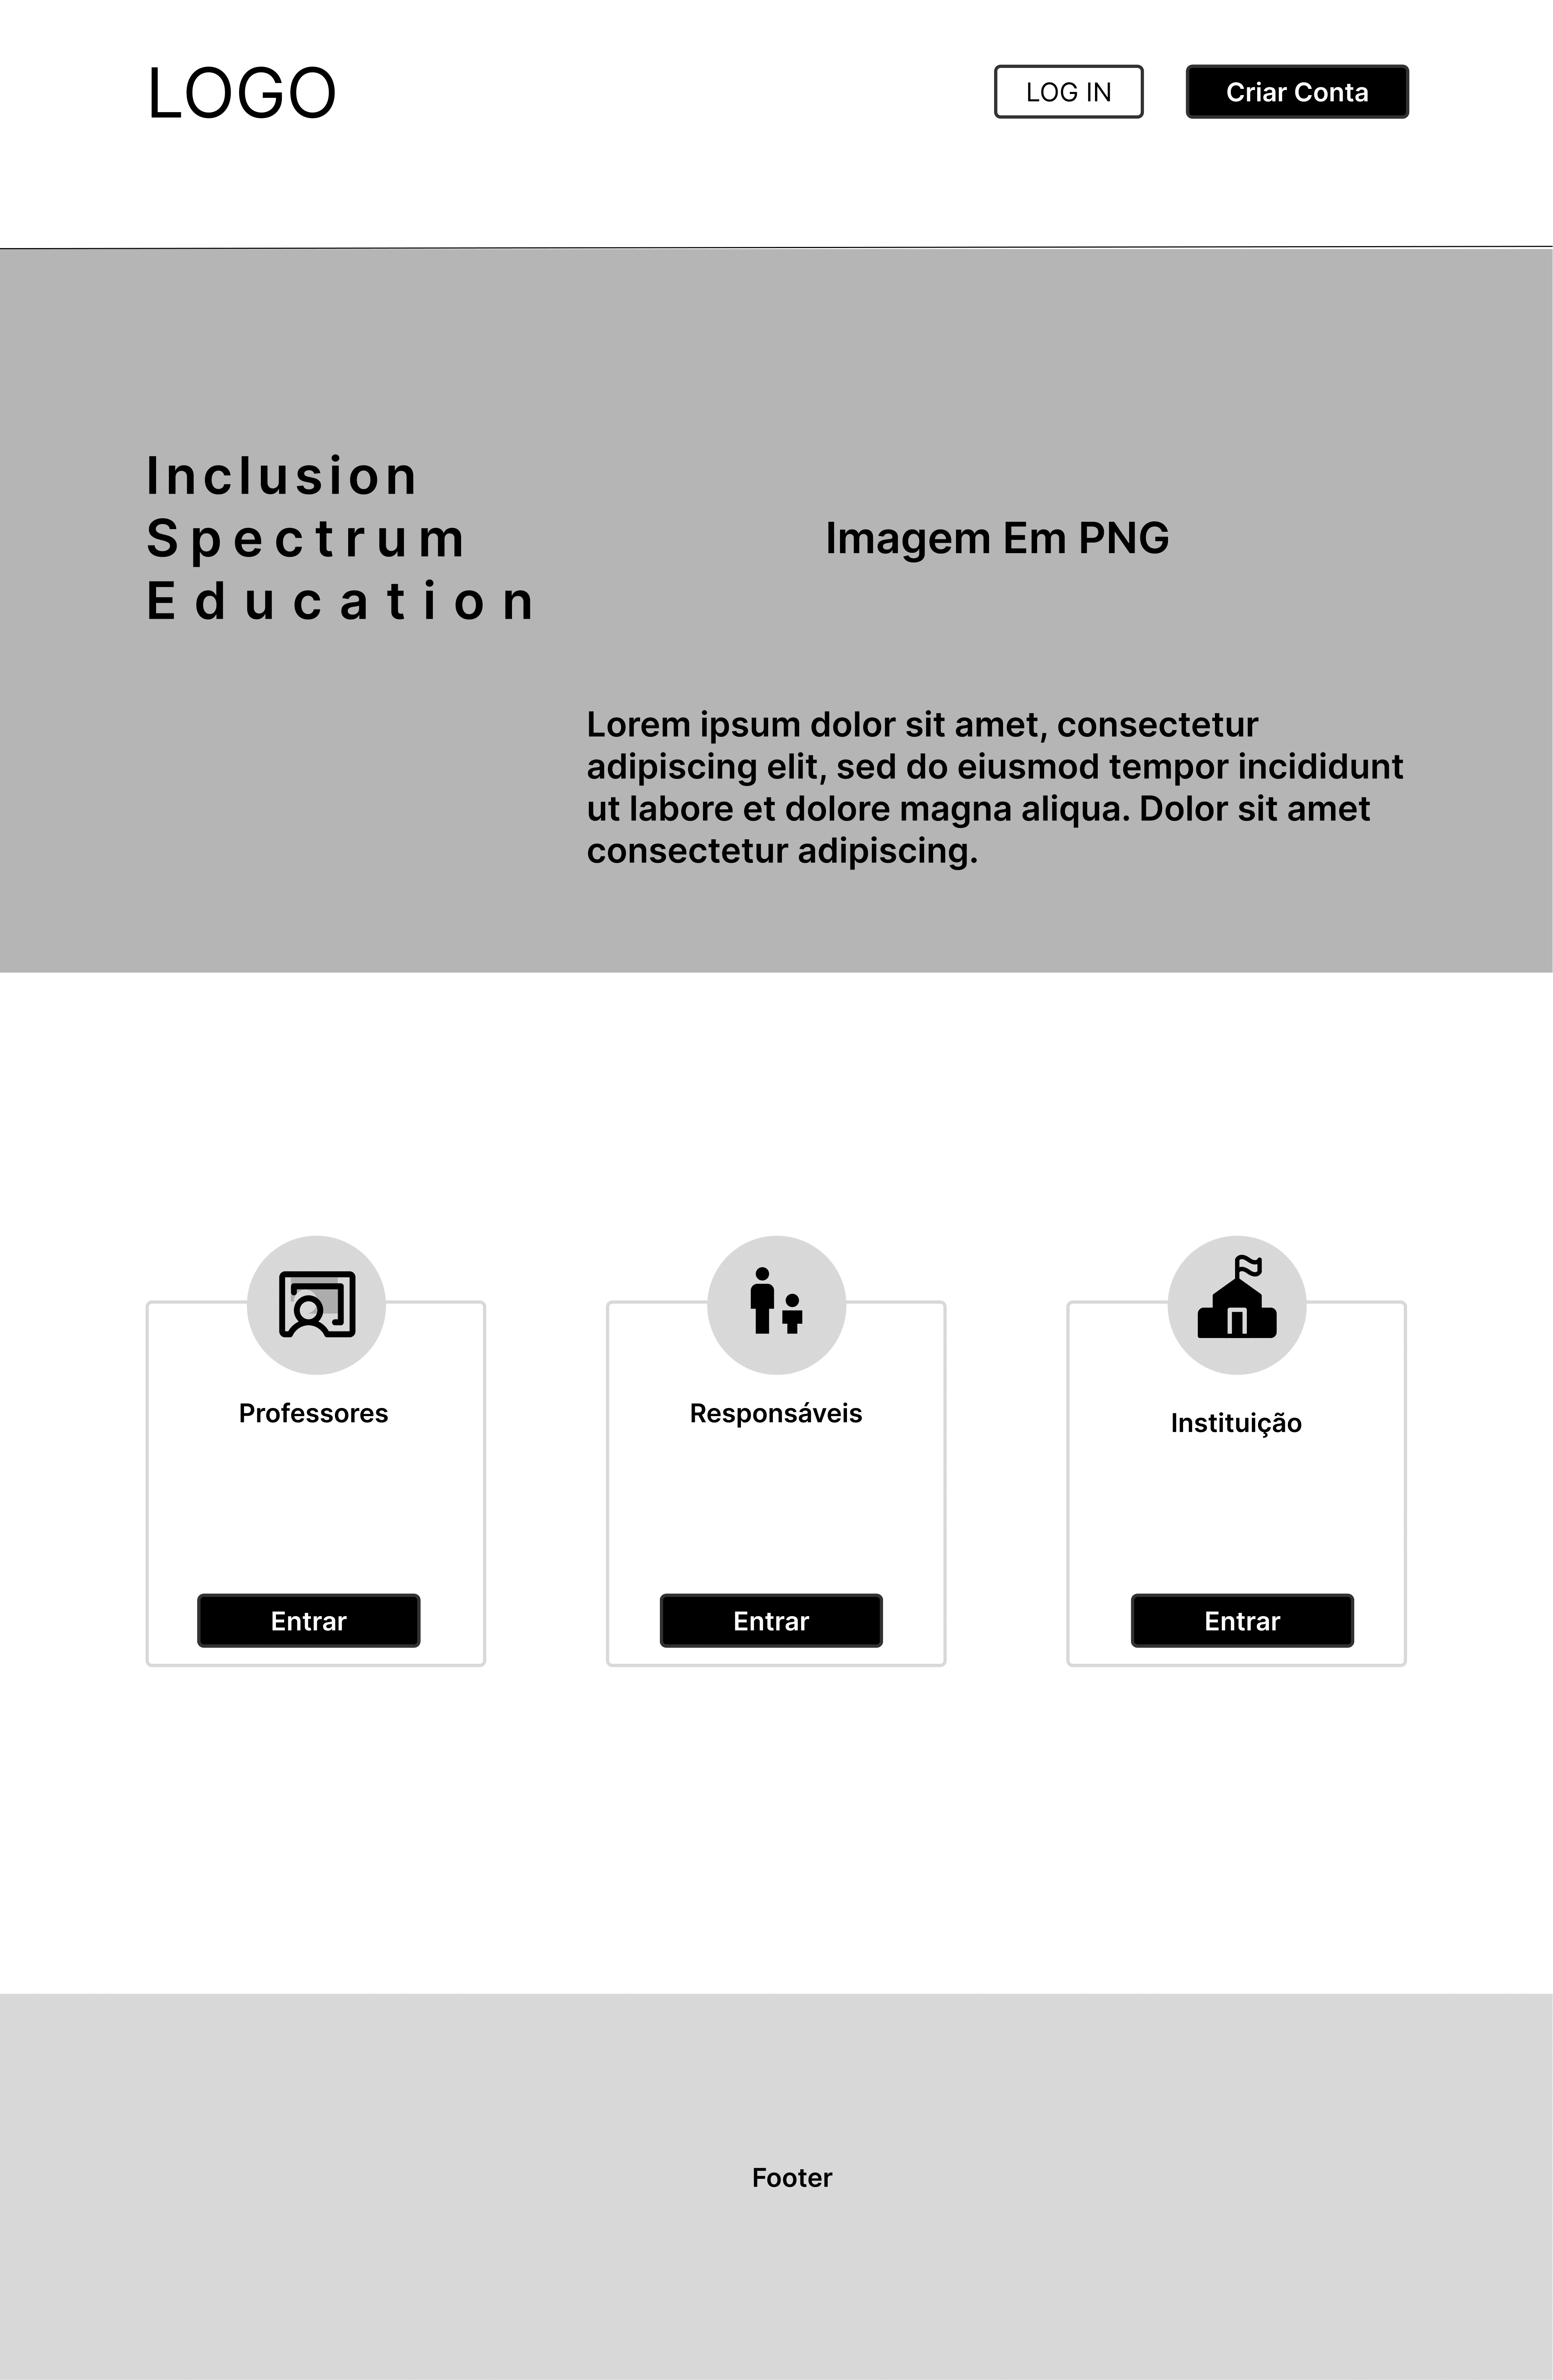 LOGO
LOG IN
Criar Conta
Inclusion
Spectrum
Education
Imagem Em PNG
Lorem ipsum dolor sit amet, consectetur
adipiscing elit, sed do eiusmod tempor incididunt
ut labore et dolore magna aliqua. Dolor sit amet
consectetur adipiscing.
Professores
Responsáveis
Instituição
Entrar
Entrar
Entrar
Footer